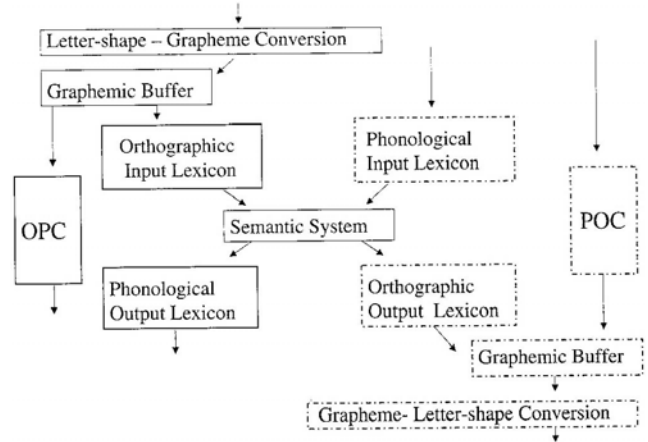 Letter-shape – Grapheme Conversion
Graphemic Buffer
Orthographicc
Input Lexicon
Phonological
Input Lexicon
OPC
POC
Semantic System
Phonological
Output Lexicon
Orthographic
Output Lexicon
Graphemic Buffer
Grapheme- Letter-shape Conversion